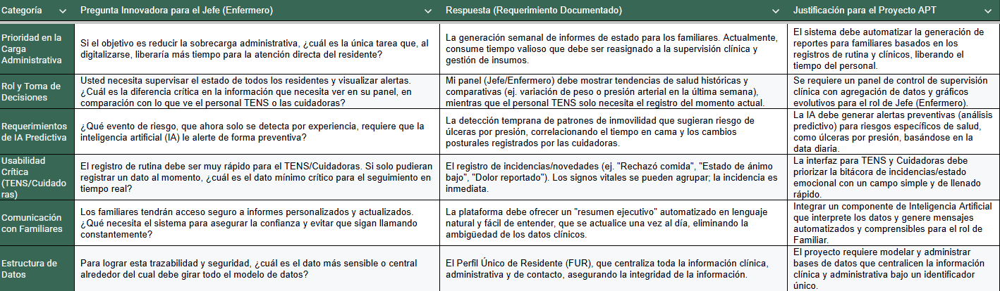 Categoría
Pregunta Innovadora para el Jefe (Enfermero)
Respuesta (Requerimiento Documentado)
Justificación para el Proyecto APT
Prioridad en la
Carga
Administrativa
Si el objetivo es reducir la sobrecarga administrativa, ¿cuál es la única tarea que, al
digitalizarse, liberaría más tiempo para la atención directa del residente?
La generación semanal de informes de estado para los familiares. Actualmente,
consume tiempo valioso que debe ser reasignado a la supervisión clínica y
gestión de insumos.
El sistema debe automatizar la generación de
reportes para familiares basados en los
registros de rutina y clínicos, liberando el
tiempo del personal.
Rol y Toma de
Decisiones
Usted necesita supervisar el estado de todos los residentes y visualizar alertas.
¿Cuál es la diferencia crítica en la información que necesita ver en su panel, en
comparación con lo que ve el personal TENS o las cuidadoras?
Mi panel (Jefe/Enfermero) debe mostrar tendencias de salud históricas y
comparativas (ej. variación de peso o presión arterial en la última semana),
mientras que el personal TENS solo necesita el registro del momento actual.
Se requiere un panel de control de supervisión
clínica con agregación de datos y gráficos
evolutivos para el rol de Jefe (Enfermero).
Requerimientos
de IA Predictiva
¿Qué evento de riesgo, que ahora solo se detecta por experiencia, requiere que la
inteligencia artificial (IA) le alerte de forma preventiva?
La detección temprana de patrones de inmovilidad que sugieran riesgo de
úlceras por presión, correlacionando el tiempo en cama y los cambios
posturales registrados por las cuidadoras.
La IA debe generar alertas preventivas (análisis
predictivo) para riesgos específicos de salud,
como úlceras por presión, basándose en la
data diaria.
Usabilidad
Crítica
(TENS/Cuidado
ras)
El registro de rutina debe ser muy rápido para el TENS/Cuidadoras. Si solo pudieran
registrar un dato al momento, ¿cuál es el dato mínimo crítico para el seguimiento en
tiempo real?
El registro de incidencias/novedades (ej. "Rechazó comida", "Estado de ánimo
bajo", "Dolor reportado"). Los signos vitales se pueden agrupar; la incidencia es
inmediata.
La interfaz para TENS y Cuidadoras debe
priorizar la bitácora de incidencias/estado
emocional con un campo simple y de llenado
rápido.
Comunicación
con Familiares
Los familiares tendrán acceso seguro a informes personalizados y actualizados.
¿Qué necesita el sistema para asegurar la confianza y evitar que sigan llamando
constantemente?
La plataforma debe ofrecer un "resumen ejecutivo" automatizado en lenguaje
natural y fácil de entender, que se actualice una vez al día, eliminando la
ambigüedad de los datos clínicos.
Integrar un componente de Inteligencia Artificial
que interprete los datos y genere mensajes
automatizados y comprensibles para el rol de
Familiar.
Estructura de
Datos
Para lograr esta trazabilidad y seguridad, ¿cuál es el dato más sensible o central
alrededor del cual debe girar todo el modelo de datos?
El Perfil Único de Residente (FUR), que centraliza toda la información clínica,
administrativa y de contacto, asegurando la integridad de la información.
El proyecto requiere modelar y administrar
bases de datos que centralicen la información
clínica y administrativa bajo un identificador
único.